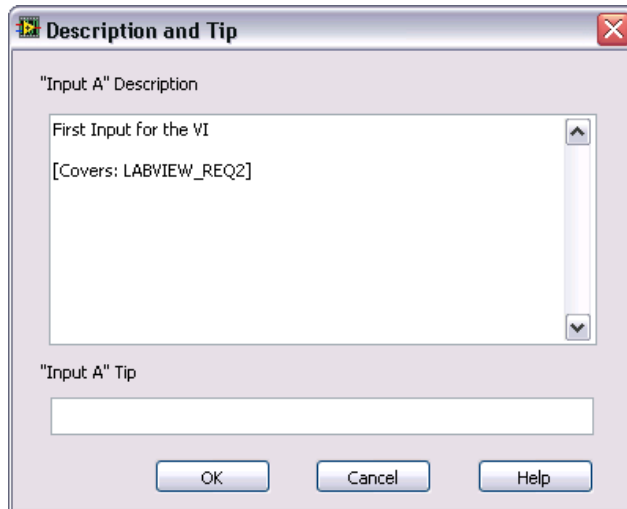 Description and Tip
"Input A" Description
First Input for the VI
[Covers: LABVIEW_REQ2]
"Input A" Tip
OK Cancel Help